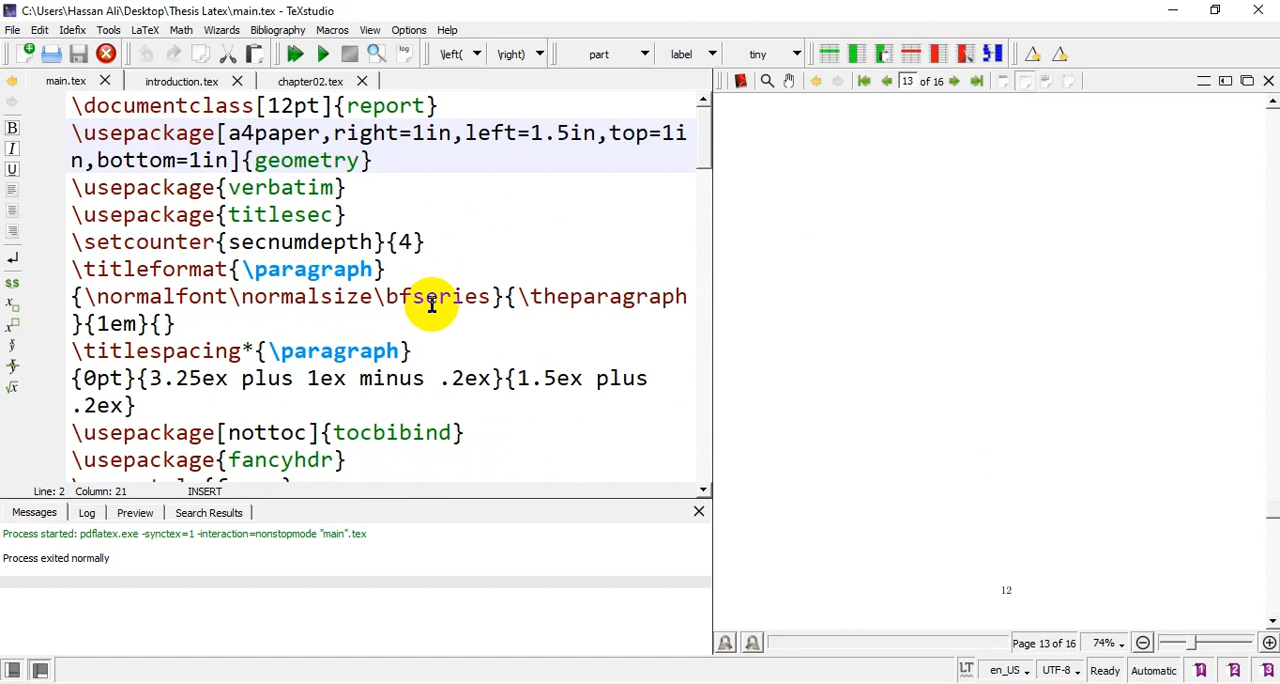 C:\Users\Hassan Ali\Desktop\Thesis Latex\main.tex - TeXstudio
File Edit Idefix Tools LaTeX Math Wizards Bibliography Macros View Options Help
log \left( \right) part label tiny
main.tex introduction.tex chapter02.tex 13 of 16
\documentclass[12pt]{report}
\usepackage[a4paper,right=1in,left=1.5in,top=1i
n,bottom=1in]{geometry}
\usepackage{verbatim}
\usepackage{titlesec}
\setcounter{secnumdepth}{4}
\titleformat{\paragraph}
{\normalfont\normalsize\bfseries}{\theparagraph
}{1em}{}
\titlespacing*{\paragraph}
{0pt}{3.25ex plus 1ex minus .2ex}{1.5ex plus
.2ex}
\usepackage[nottoc]{tocbibind}
\usepackage{fancyhdr}
Line: 2 Column: 21 INSERT
Messages Log Preview Search Results
Process started: pdflatex.exe -synctex=1 -interaction=nonstopmode "main".tex
Process exited normally
12
Page 13 of 16 74%
LT en_US UTF-8 Ready Automatic 1 2 3